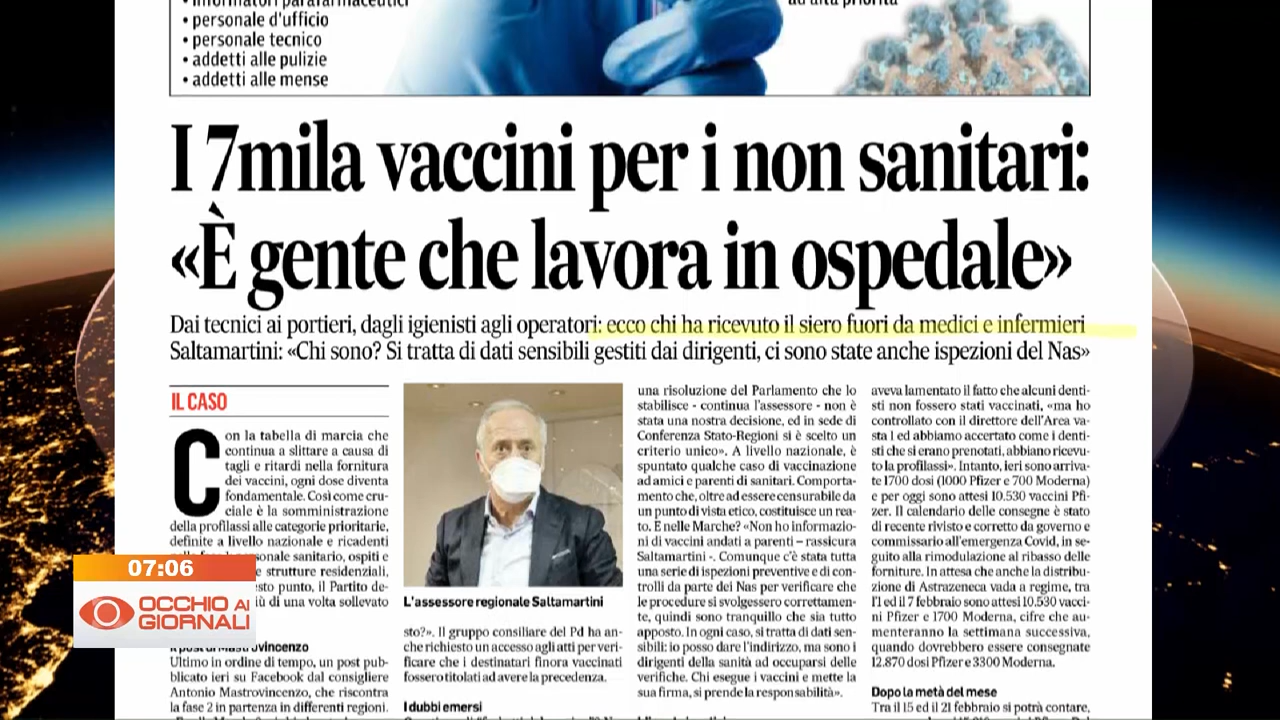 • informatori parafarmaceutici
• personale d'ufficio
• personale tecnico
• addetti alle pulizie
• addetti alle mense
ad alta priorità
I 7mila vaccini per i non sanitari:
«È gente che lavora in ospedale»
Dai tecnici ai portieri, dagli igienisti agli operatori: ecco chi ha ricevuto il siero fuori da medici e infermieri
Saltamartini: «Chi sono? Si tratta di dati sensibili gestiti dai dirigenti, ci sono state anche ispezioni del Nas»
IL CASO
Con la tabella di marcia che
continua a slittare a causa di
tagli e ritardi nella fornitura
dei vaccini, ogni dose diventa
fondamentale. Così come cru-
ciale è la somministrazione
della profilassi alle categorie prioritarie,
definite a livello nazionale e ricadenti
sonale sanitario, ospiti e
e strutture residenziali,
sto punto, il Partito de-
iù di una volta sollevato
Il post di Mastrovincenzo
Ultimo in ordine di tempo, un post pub-
blicato ieri su Facebook dal consigliere
Antonio Mastrovincenzo, che riscontra
la fase 2 in partenza in differenti regioni.
L'assessore regionale Saltamartini
sto?». Il gruppo consiliare del Pd ha an-
che richiesto un accesso agli atti per veri-
ficare che i destinatari finora vaccinati
fossero titolati ad avere la precedenza.
I dubbi emersi
una risoluzione del Parlamento che lo
stabilisce - continua l'assessore - non è
stata una nostra decisione, ed in sede di
Conferenza Stato-Regioni si è scelto un
criterio unico». A livello nazionale, è
spuntato qualche caso di vaccinazione
ad amici e parenti di sanitari. Comporta-
mento che, oltre ad essere censurabile da
un punto di vista etico, costituisce un rea-
to. E nelle Marche? «Non ho informazio-
ni di vaccini andati a parenti – rassicura
Saltamartini -. Comunque c'è stata tutta
una serie di ispezioni preventive e di con-
trolli da parte dei Nas per verificare che
le procedure si svolgessero correttamen-
te, quindi sono tranquillo che sia tutto
apposto. In ogni caso, si tratta di dati sen-
sibili: io posso dare l'indirizzo, ma sono i
dirigenti della sanità ad occuparsi delle
verifiche. Chi esegue i vaccini e mette la
sua firma, si prende la responsabilità».
aveva lamentato il fatto che alcuni denti-
sti non fossero stati vaccinati, «ma ho
controllato con il direttore dell'Area va-
sta 1 ed abbiamo accertato come i denti-
sti che si erano prenotati, abbiano ricevu-
to la profilassi». Intanto, ieri sono arriva-
te 1700 dosi (1000 Pfizer e 700 Moderna)
e per oggi sono attesi 10.530 vaccini Pfi-
zer. Il calendario delle consegne è stato
di recente rivisto e corretto da governo e
commissario all'emergenza Covid, in se-
guito alla rimodulazione al ribasso delle
forniture. In attesa che anche la distribu-
zione di Astrazeneca vada a regime, tra
l'1 ed il 7 febbraio sono attesi 10.530 vacci-
ni Pfizer e 1700 Moderna, cifre che au-
menteranno la settimana successiva,
quando dovrebbero essere consegnate
12.870 dosi Pfizer e 3300 Moderna.
Dopo la metà del mese
Tra il 15 ed il 21 febbraio si potrà contare,
07:06
OCCHIO AI
GIORNALI